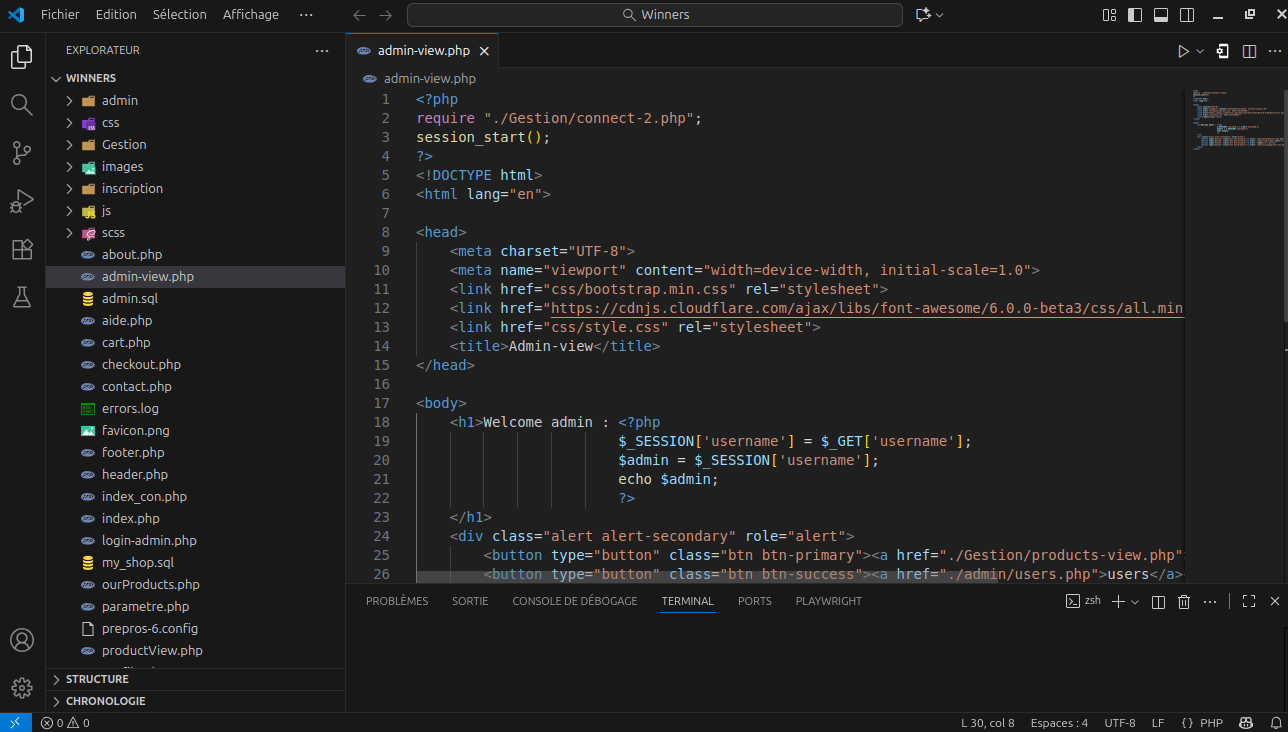 Fichier Edition Sélection Affichage ··· Winners
EXPLORATEUR ···
WINNERS
admin
css
Gestion
images
inscription
js
scss
about.php
admin-view.php
admin.sql
aide.php
cart.php
checkout.php
contact.php
errors.log
favicon.png
footer.php
header.php
index_con.php
index.php
login-admin.php
my_shop.sql
ourProducts.php
parametre.php
prepros-6.config
productView.php
STRUCTURE
CHRONOLOGIE
admin-view.php
admin-view.php
1 <?php
2 require "./Gestion/connect-2.php";
3 session_start();
4 ?>
5 <!DOCTYPE html>
6 <html lang="en">
7
8 <head>
9 <meta charset="UTF-8">
10 <meta name="viewport" content="width=device-width, initial-scale=1.0">
11 <link href="css/bootstrap.min.css" rel="stylesheet">
12 <link href="https://cdnjs.cloudflare.com/ajax/libs/font-awesome/6.0.0-beta3/css/all.min
13 <link href="css/style.css" rel="stylesheet">
14 <title>Admin-view</title>
15 </head>
16
17 <body>
18 <h1>Welcome admin : <?php
19 $_SESSION['username'] = $_GET['username'];
20 $admin = $_SESSION['username'];
21 echo $admin;
22 ?>
23 </h1>
24 <div class="alert alert-secondary" role="alert">
25 <button type="button" class="btn btn-primary"><a href="./Gestion/products-view.php"
26 <button type="button" class="btn btn-success"><a href="./admin/users.php">users</a>
PROBLÈMES SORTIE CONSOLE DE DÉBOGAGE TERMINAL PORTS PLAYWRIGHT zsh
0 0 L 30, col 8 Espaces : 4 UTF-8 LF {} PHP